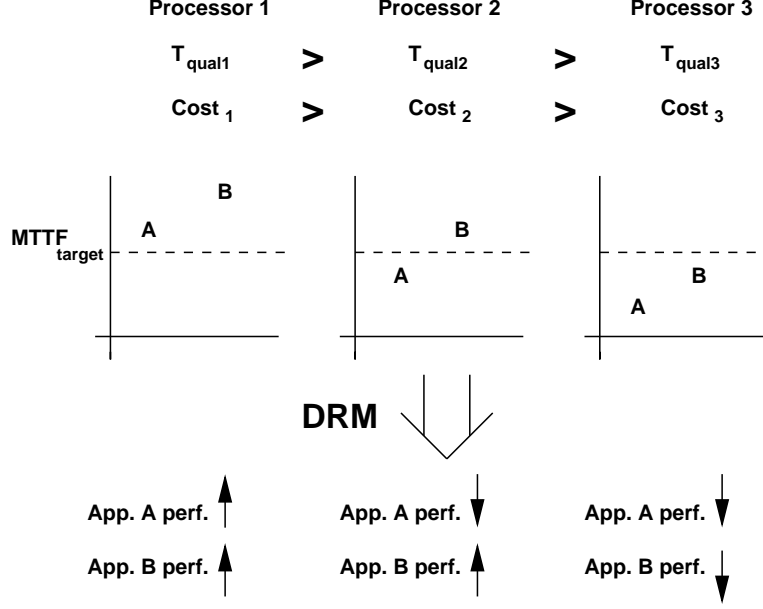 Processor 1 Processor 2 Processor 3
T qual1 > T qual2 > T qual3
Cost 1 > Cost 2 > Cost 3
B
A
B
MTTF target
A
B
A
DRM
App. A perf. App. A perf. App. A perf.
App. B perf. App. B perf. App. B perf.